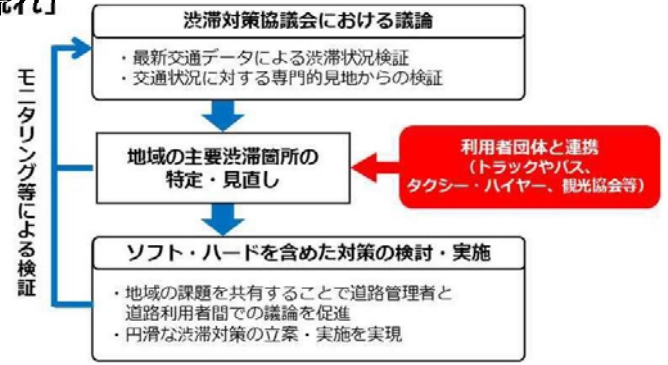 流れ」
渋滞対策協議会における議論
・最新交通データによる渋滞状況検証
・交通状況に対する専門的見地からの検証
モニタリング等による検証
地域の主要渋滞箇所の
特定・見直し
利用者団体と連携
（トラックやバス、
タクシー・ハイヤー、観光協会等）
ソフト・ハードを含めた対策の検討・実施
・地域の課題を共有することで道路管理者と
道路利用者間での議論を促進
・円滑な渋滞対策の立案・実施を実現